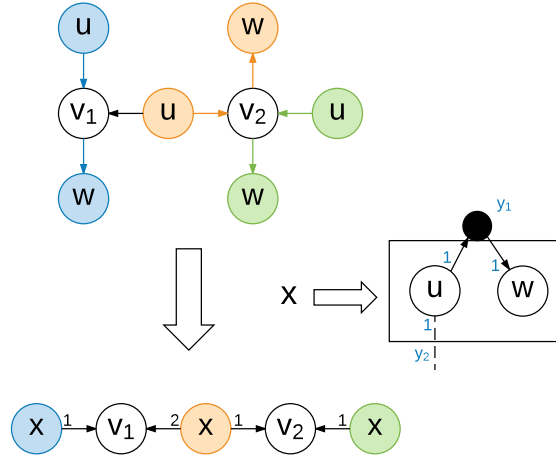 u w
v₁ u v₂ u
w w
y₁
x 1 1
u w
1
y₂
x 1 v₁ 2 x 1 v₂ 1 x